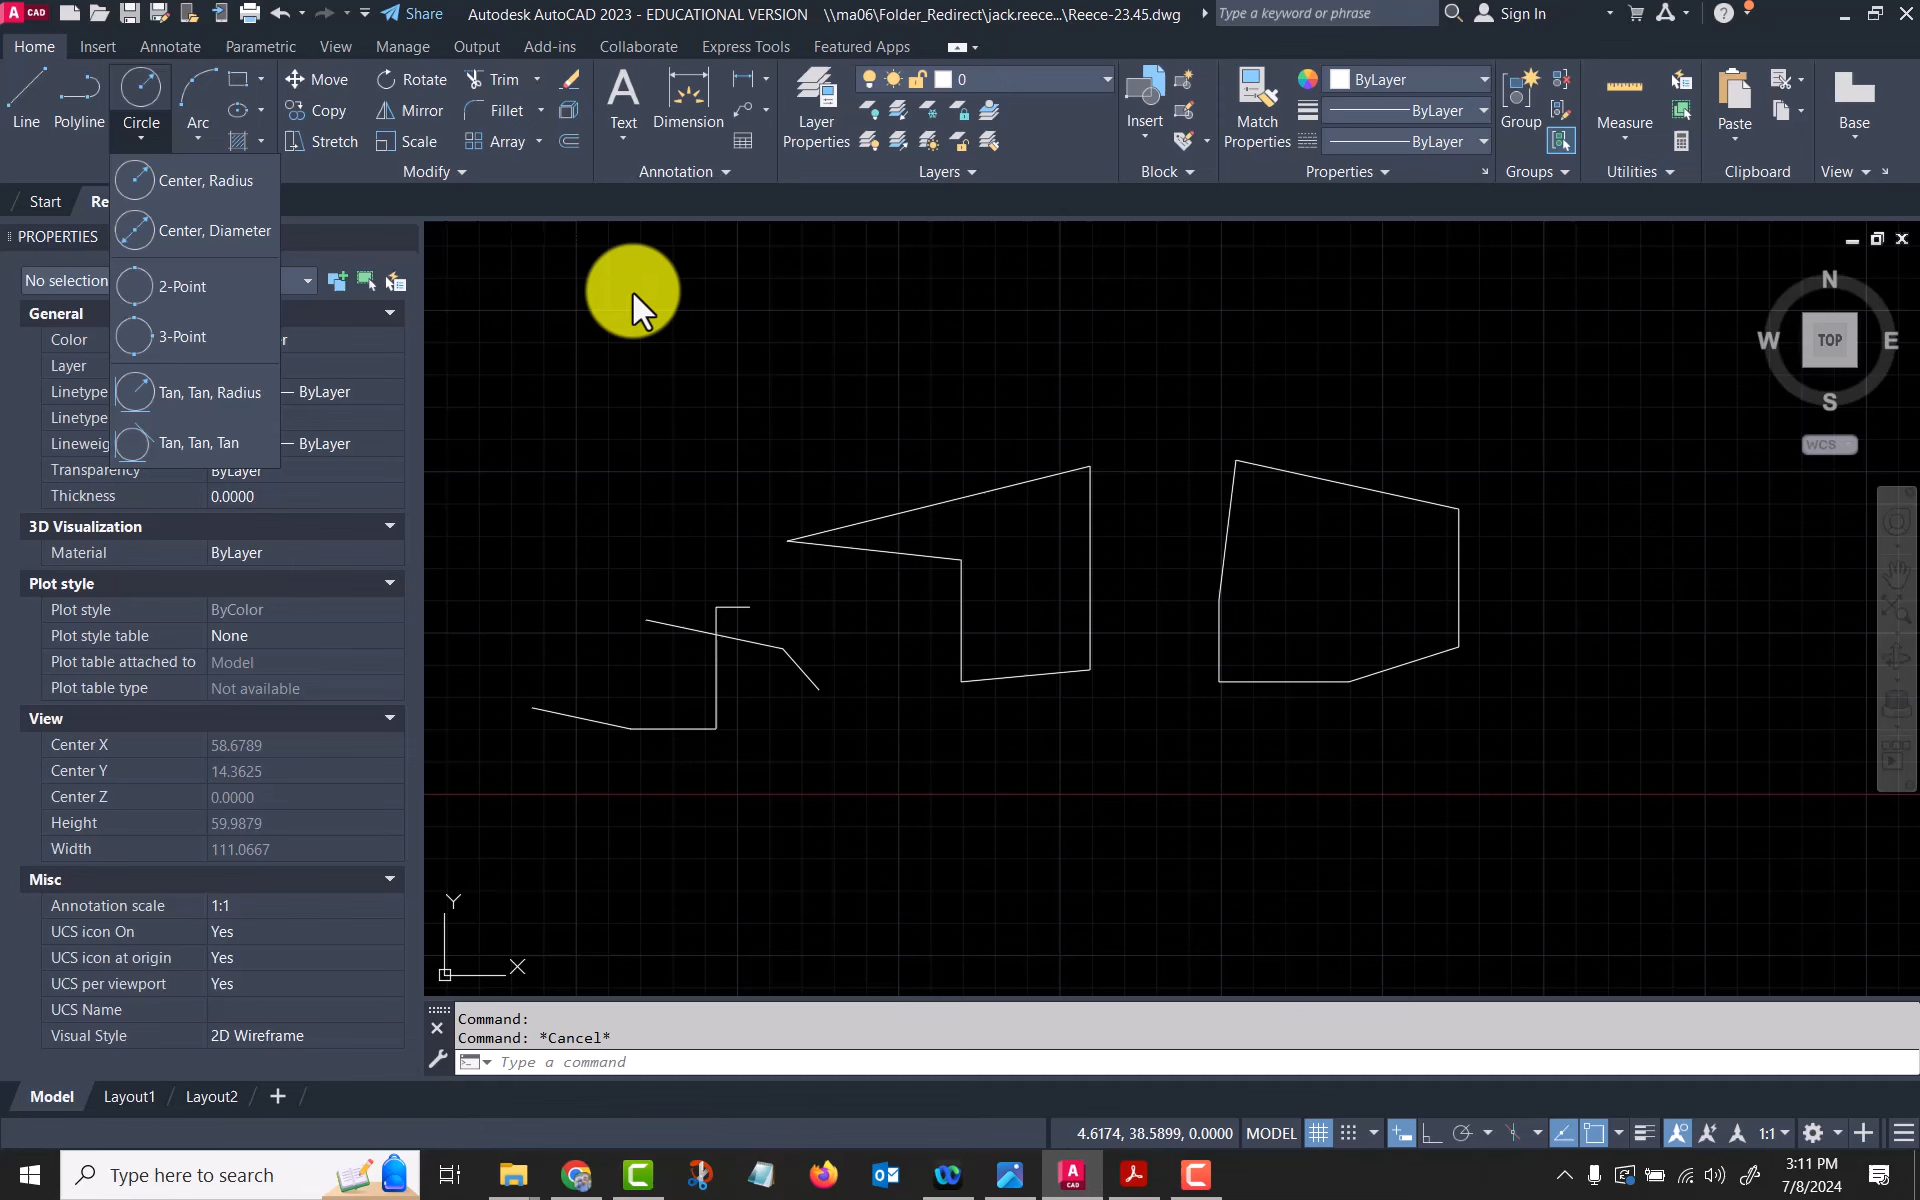 CAD
Share
Autodesk AutoCAD 2023 - EDUCATIONAL VERSION
\\ma06\Folder_Redirect\jack.reece...\Reece-23.45.dwg
Type a keyword or phrase
Sign In
Home
Insert
Annotate
Parametric
View
Manage
Output
Add-ins
Collaborate
Express Tools
Featured Apps
Line
Polyline
Circle
Arc
Move
Rotate
Trim
Copy
Mirror
Fillet
Stretch
Scale
Array
Modify
Text
Dimension
Annotation
Layer
Properties
0
Layers
Insert
Block
Match
Properties
ByLayer
ByLayer
ByLayer
Properties
Group
Groups
Measure
Utilities
Paste
Clipboard
Base
View
Center, Radius
Center, Diameter
2-Point
3-Point
Tan, Tan, Radius
Tan, Tan, Tan
Start
Re
PROPERTIES
No selection
General
Color
Layer
Linetype ByLayer
Linetype
Lineweig ByLayer
Transparency ByLayer
Thickness 0.0000
3D Visualization
Material ByLayer
Plot style
Plot style ByColor
Plot style table None
Plot table attached to Model
Plot table type Not available
View
Center X 58.6789
Center Y 14.3625
Center Z 0.0000
Height 59.9879
Width 111.0667
Misc
Annotation scale 1:1
UCS icon On Yes
UCS icon at origin Yes
UCS per viewport Yes
UCS Name
Visual Style 2D Wireframe
N
W
TOP
E
S
WCS
Y
X
Command:
Command: *Cancel*
Type a command
Model
Layout1
Layout2
4.6174, 38.5899, 0.0000
MODEL
1:1
Type here to search
3:11 PM
7/8/2024